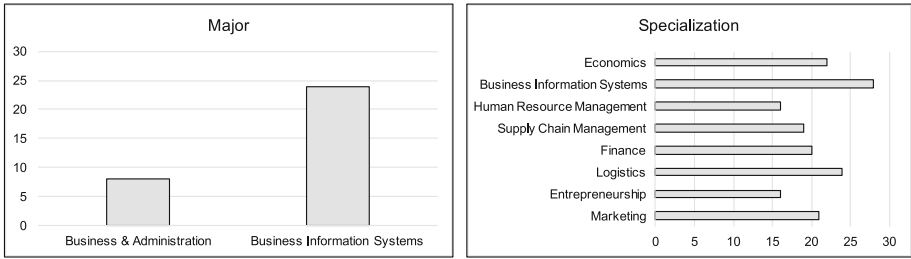 Major
30
25
20
15
10
5
0
Business & Administration
Business Information Systems
Specialization
Economics
Business Information Systems
Human Resource Management
Supply Chain Management
Finance
Logistics
Entrepreneurship
Marketing
0 5 10 15 20 25 30